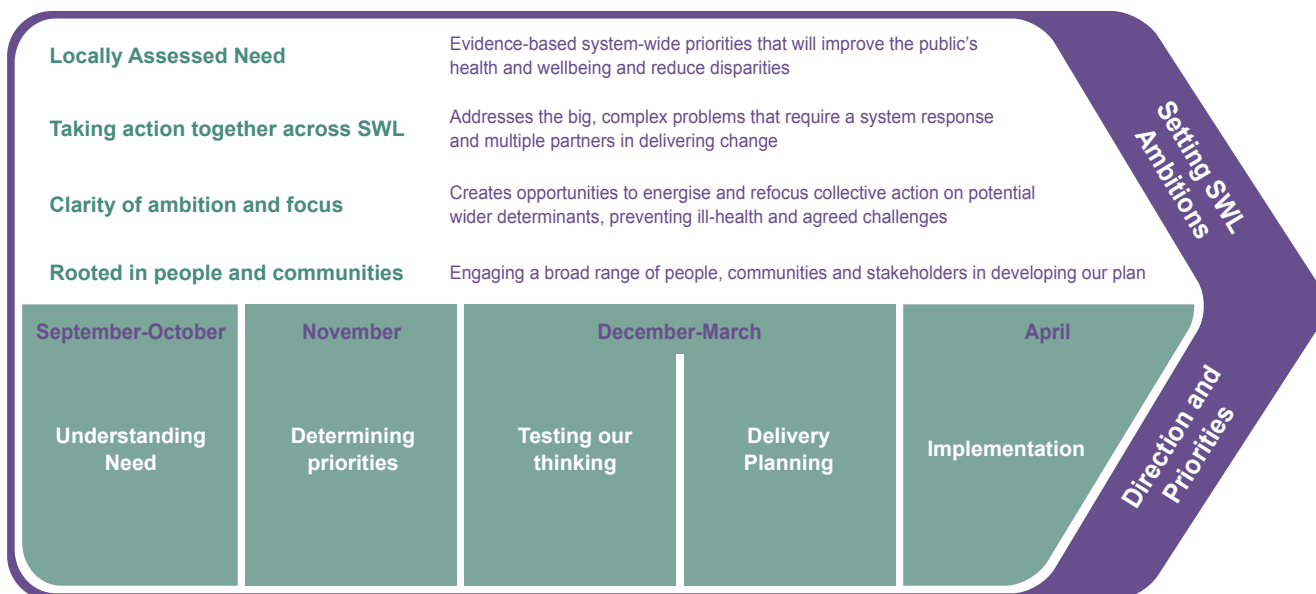 Locally Assessed Need
Evidence-based system-wide priorities that will improve the public’s
health and wellbeing and reduce disparities
Taking action together across SWL
Addresses the big, complex problems that require a system response
and multiple partners in delivering change
Clarity of ambition and focus
Creates opportunities to energise and refocus collective action on potential
wider determinants, preventing ill-health and agreed challenges
Rooted in people and communities
Engaging a broad range of people, communities and stakeholders in developing our plan
Setting SWL
Ambitions
September-October
Understanding
Need
November
Determining
priorities
December-March
Testing our
thinking
Delivery
Planning
April
Implementation
Direction and
Priorities